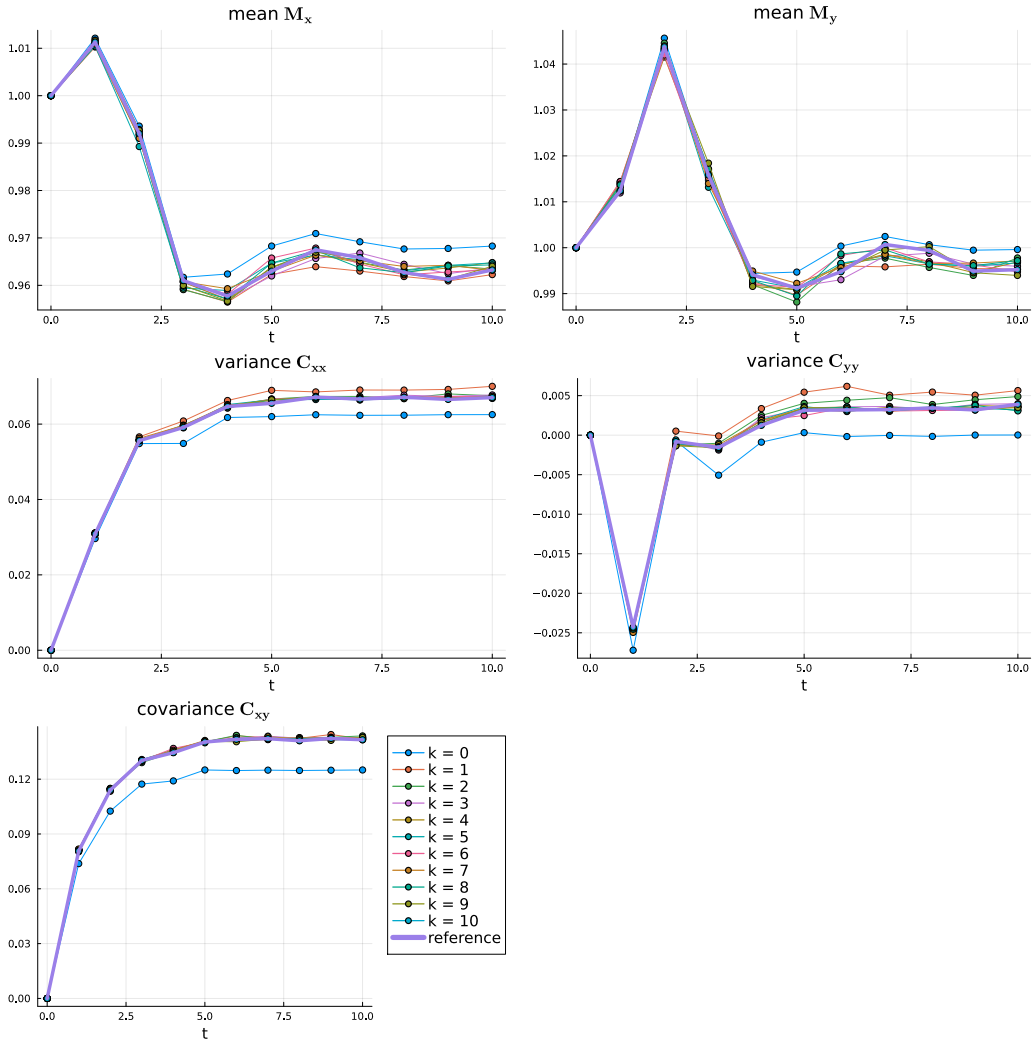 mean Mx
1.01
1.00
0.99
0.98
0.97
0.96
0.0
2.5
5.0
7.5
10.0
t
mean My
1.04
1.02
1.00
0.99
0.0
2.5
5.0
7.5
10.0
t
variance Cxx
0.06
0.04
0.02
0.00
0.0
2.5
5.0
7.5
10.0
t
variance Cyy
0.005
0.000
−0.005
−0.010
−0.015
−0.020
−0.025
0.0
2.5
5.0
7.5
10.0
t
covariance Cxy
0.12
0.09
0.06
0.03
0.00
0.0
2.5
5.0
7.5
10.0
t
k = 0
k = 1
k = 2
k = 3
k = 4
k = 5
k = 6
k = 7
k = 8
k = 9
k = 10
reference